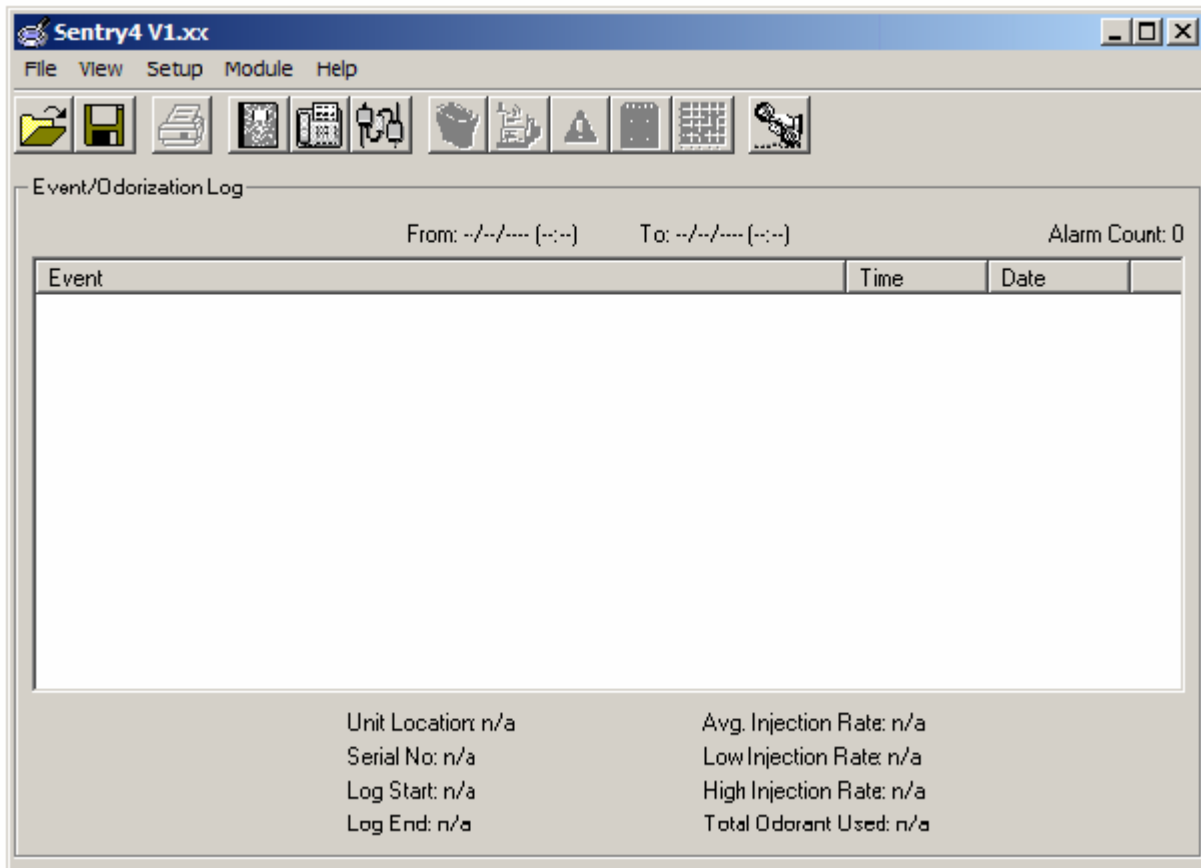 Sentry4 V1.xx
File View Setup Module Help
Event/Odorization Log
From: --/--/---- (--:--) To: --/--/---- (--:--) Alarm Count: 0
Event Time Date
Unit Location: n/a Avg. Injection Rate: n/a
Serial No: n/a Low Injection Rate: n/a
Log Start: n/a High Injection Rate: n/a
Log End: n/a Total Odorant Used: n/a